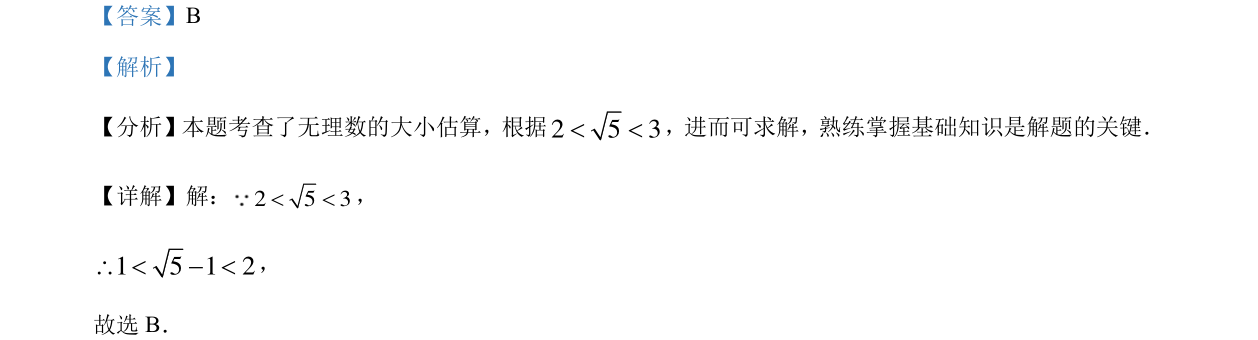 【答案】B
【解析】
【分析】本题考查了无理数的大小估算，根据2<√5<3，进而可求解，熟练掌握基础知识是解题的关键．
【详解】解：∵2<√5<3，
∴1<√5−1<2，
故选 B．